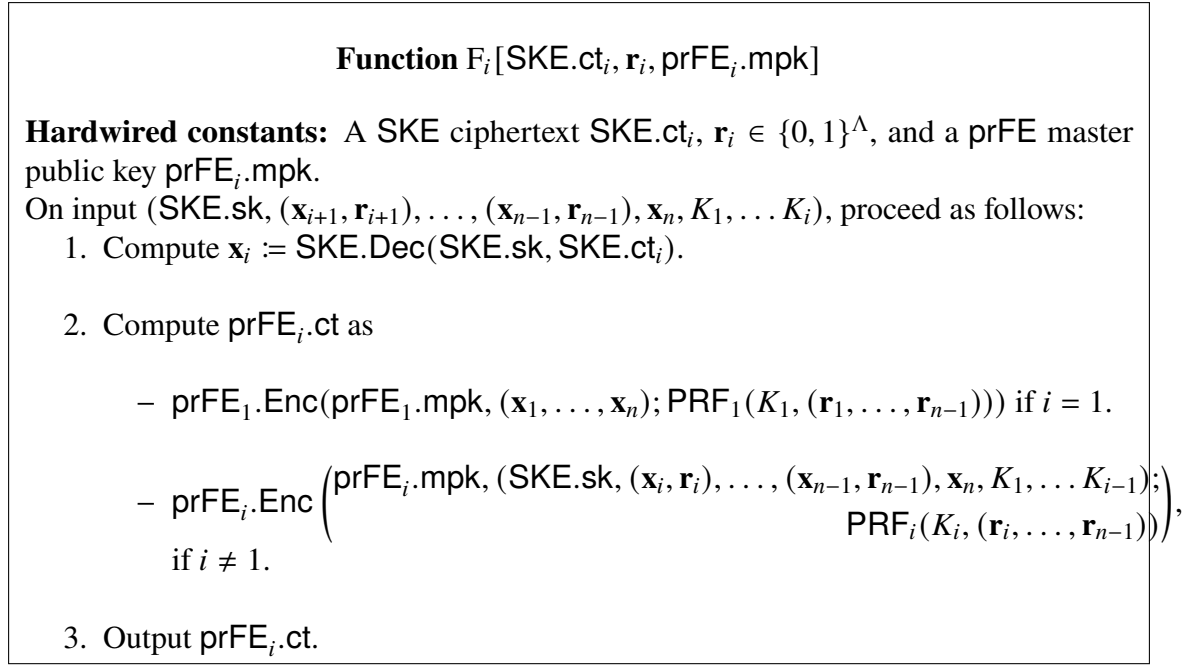 Function F_i[SKE.ct_i, r_i, prFE_i.mpk]
Hardwired constants: A SKE ciphertext SKE.ct_i, r_i ∈ {0, 1}^Λ, and a prFE master
public key prFE_i.mpk.
On input (SKE.sk, (x_{i+1}, r_{i+1}), . . . , (x_{n−1}, r_{n−1}), x_n, K_1, . . . K_i), proceed as follows:
1. Compute x_i ≔ SKE.Dec(SKE.sk, SKE.ct_i).
2. Compute prFE_i.ct as
– prFE_1.Enc(prFE_1.mpk, (x_1, . . . , x_n); PRF_1(K_1, (r_1, . . . , r_{n−1}))) if i = 1.
– prFE_i.Enc (prFE_i.mpk, (SKE.sk, (x_i, r_i), . . . , (x_{n−1}, r_{n−1}), x_n, K_1, . . . K_{i−1});
PRF_i(K_i, (r_i, . . . , r_{n−1}))),
if i ≠ 1.
3. Output prFE_i.ct.